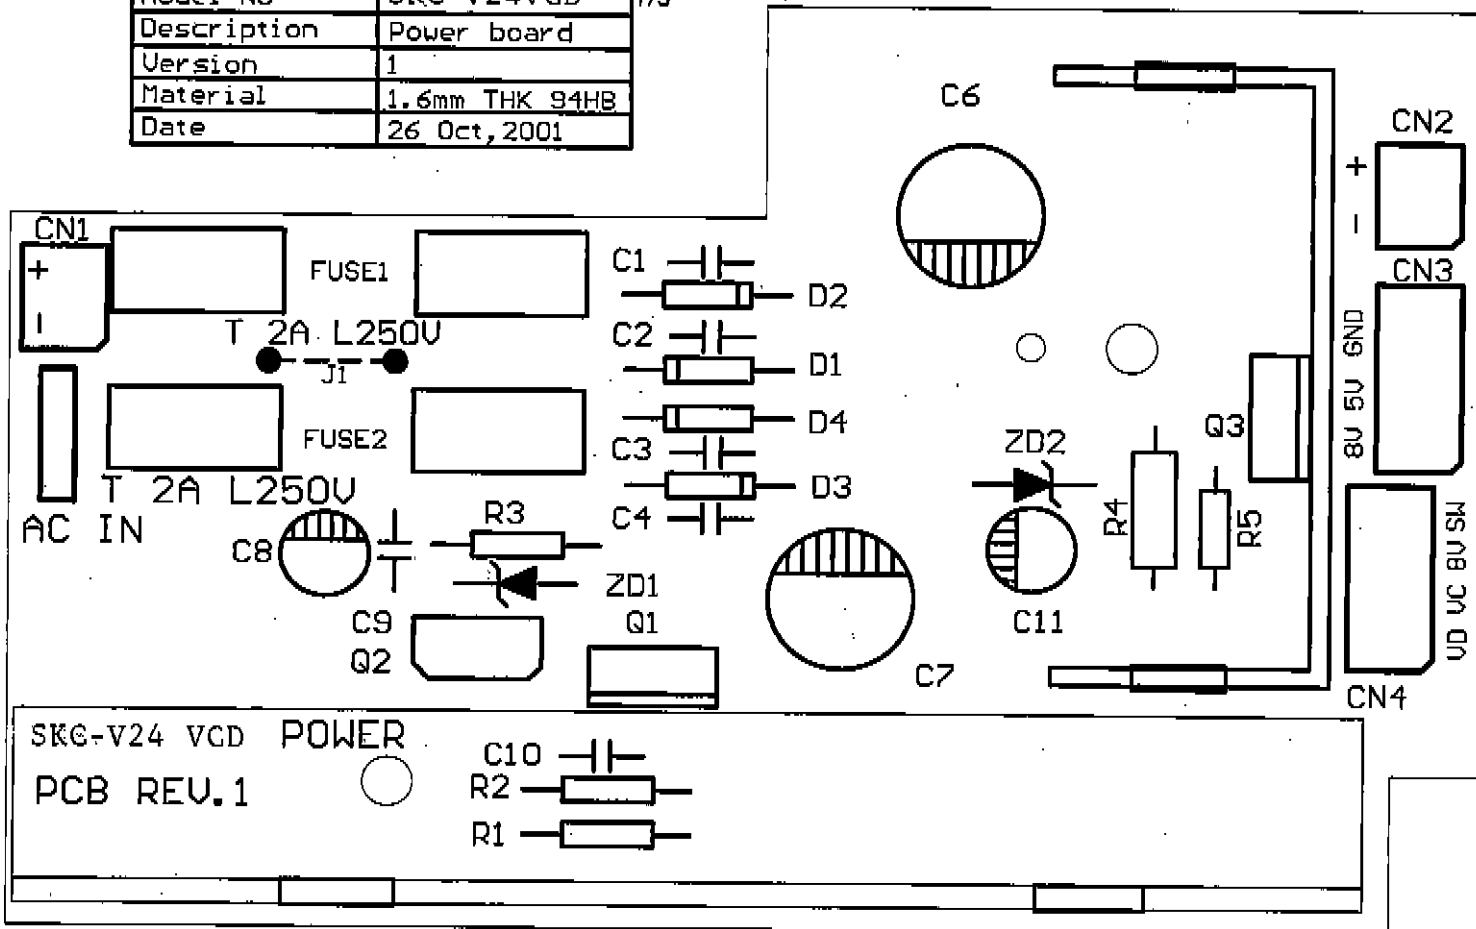 Description Power board
Version 1
Material 1.6mm THK 94HB
Date 26 Oct,2001
C6
CN2
+
-
CN1
+
-
FUSE1
T 2A L250V
J1
FUSE2
T 2A L250V
AC IN
C1
D2
C2
D1
D4
C3
D3
C4
CN3
8V 5V GND
Q3
ZD2
R4
R5
C8
R3
ZD1
C9
Q2
Q1
C11
C7
VD VC 8V SW
CN4
SKG-V24 VCD POWER
PCB REV.1
C10
R2
R1